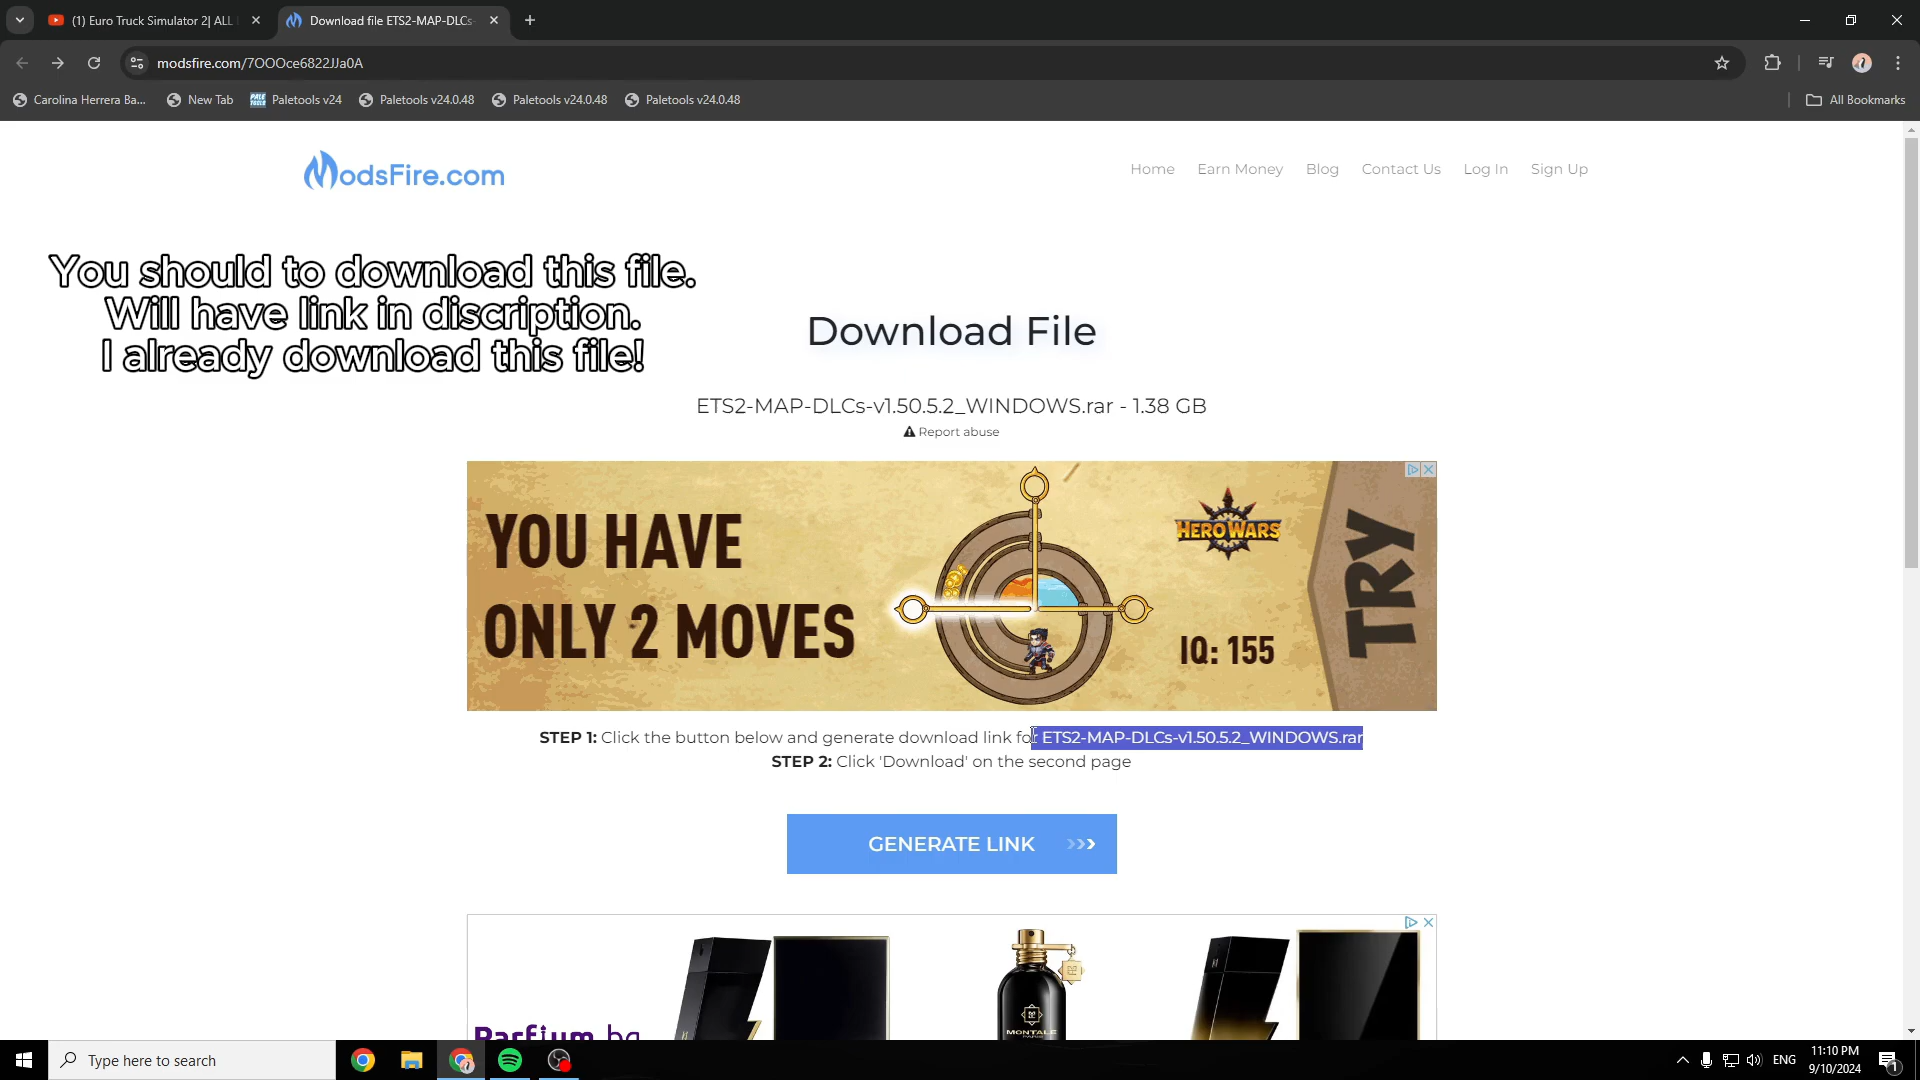 (1) Euro Truck Simulator 2| ALL
Download file ETS2-MAP-DLCs-
modsfire.com/7OOOce6822JJa0A
Carolina Herrera Ba...
New Tab
Paletools v24
Paletools v24.0.48
Paletools v24.0.48
Paletools v24.0.48
All Bookmarks
ModsFire.com
Home
Earn Money
Blog
Contact Us
Log In
Sign Up
You should to download this file.
Will have link in discription.
I already download this file!
Download File
ETS2-MAP-DLCs-v1.50.5.2_WINDOWS.rar - 1.38 GB
Report abuse
YOU HAVE
ONLY 2 MOVES
HERO WARS
IQ: 155
TRY
STEP 1: Click the button below and generate download link for ETS2-MAP-DLCs-v1.50.5.2_WINDOWS.rar
STEP 2: Click 'Download' on the second page
GENERATE LINK >>>
Parfium.bg
MONTALE
Type here to search
ENG
11:10 PM
9/10/2024
1